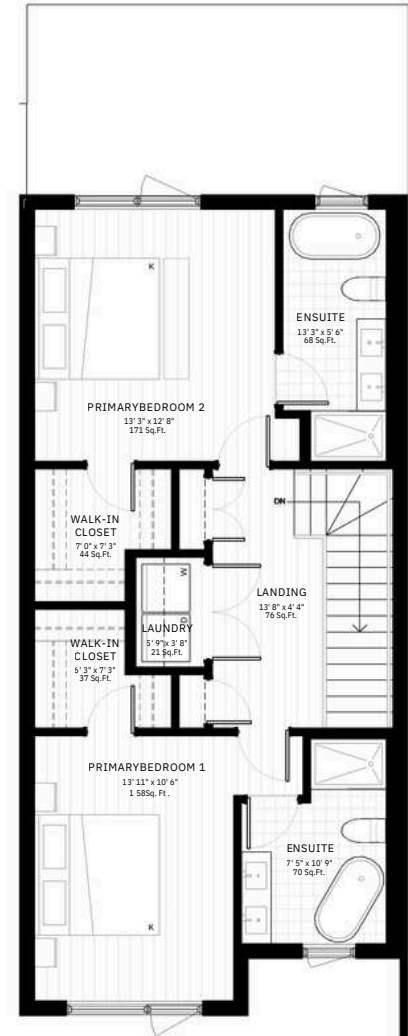 K
ENSUITE
13' 3" x 5' 6"
68 Sq.Ft.
PRIMARYBEDROOM 2
13' 3" x 12' 8"
171 Sq.Ft.
WALK-IN
CLOSET
7' 0" x 7' 3"
44 Sq.Ft.
DN
W
D
LAUNDRY
5' 9" x 3' 8"
21 Sq.Ft.
LANDING
13' 8" x 4' 4"
76 Sq.Ft.
WALK-IN
CLOSET
6' 3" x 7' 3"
37 Sq.Ft.
PRIMARYBEDROOM 1
13' 11" x 10' 6"
1 58Sq. Ft .
ENSUITE
7' 5" x 10' 9"
70 Sq.Ft.
K